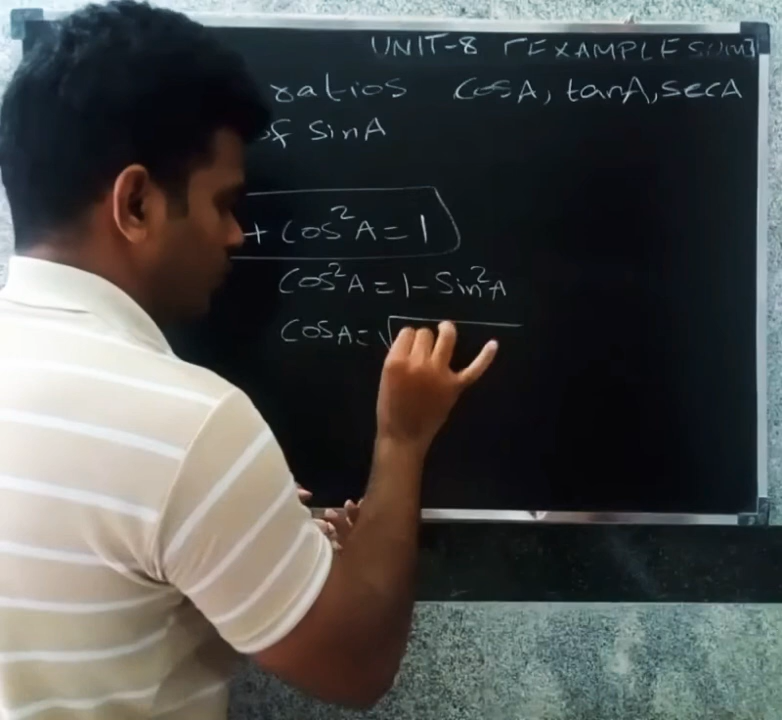 UNIT-8 [EXAMPLE SUM]
ratios CosA, tanA, secA
of sinA
+ Cos²A = 1
Cos²A = 1 - Sin²A
CosA = √